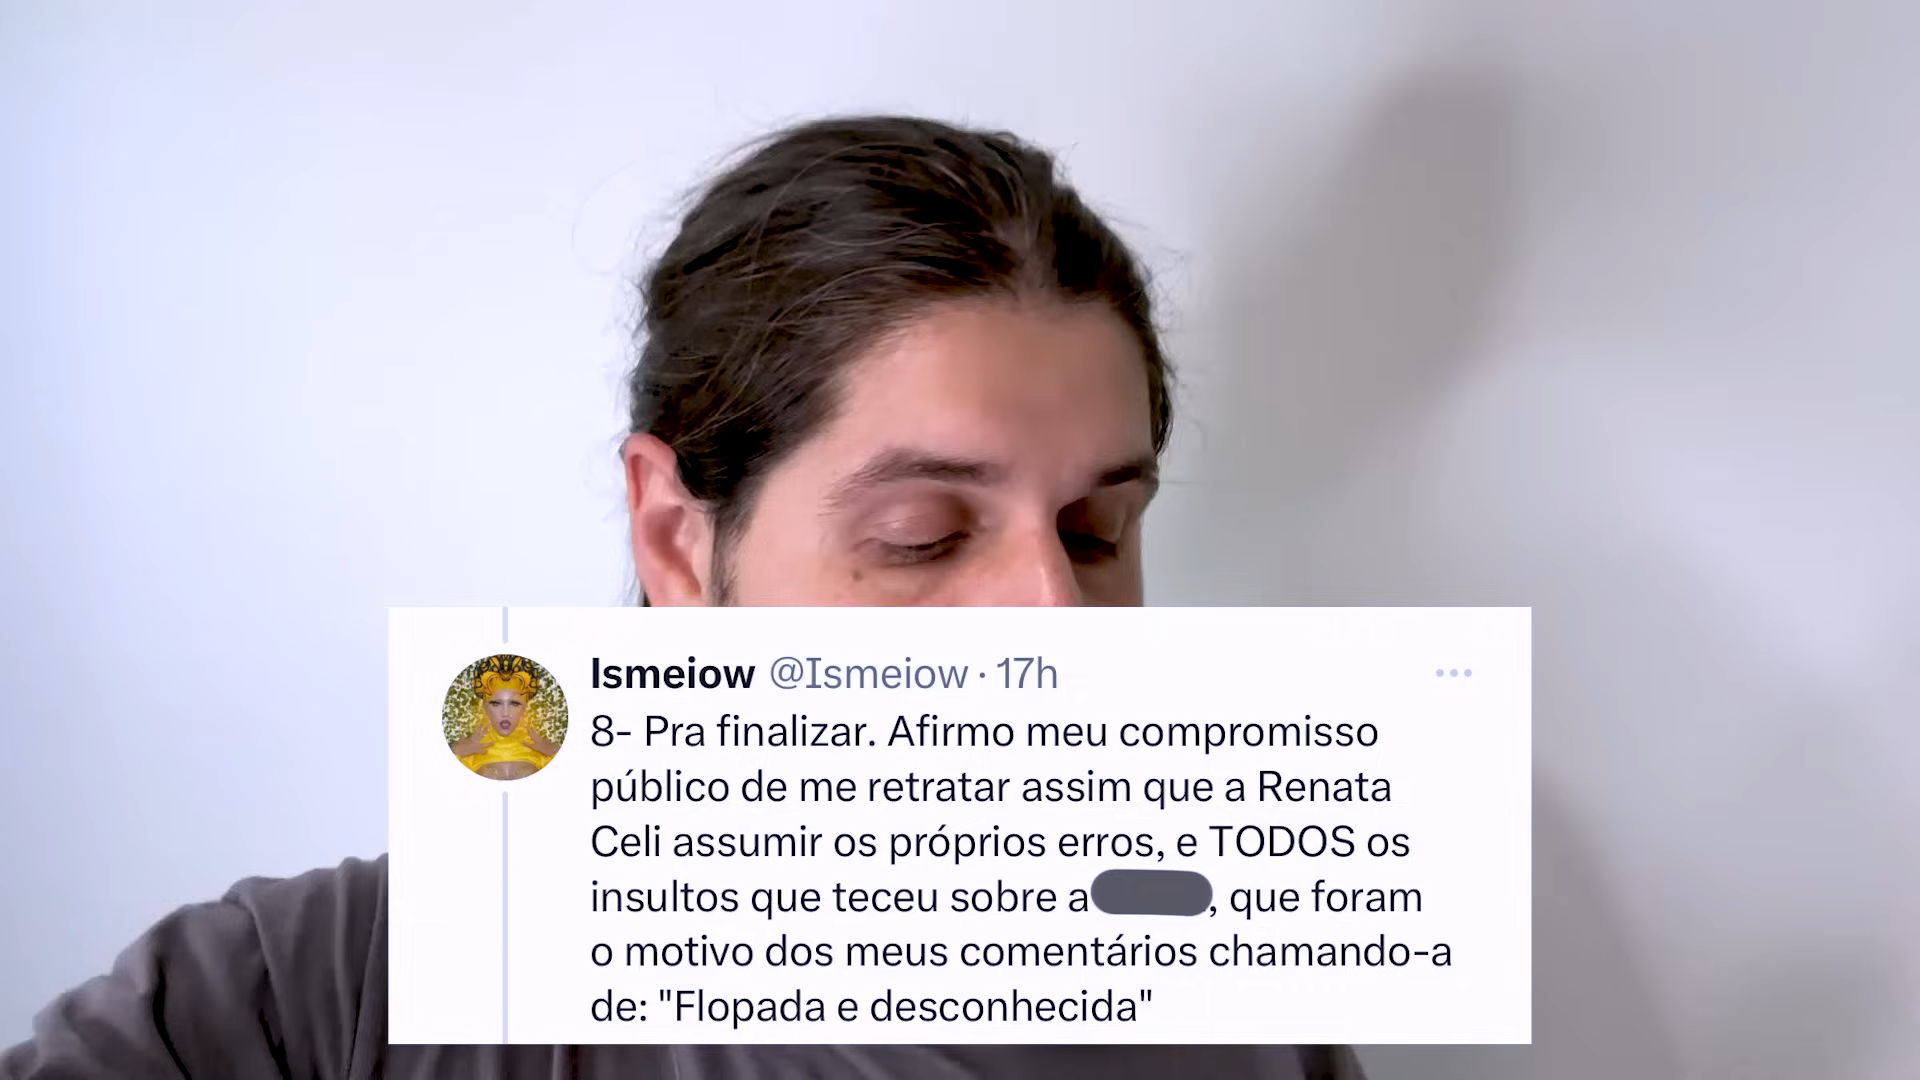 Ismeiow @Ismeiow · 17h
8- Pra finalizar. Afirmo meu compromisso
público de me retratar assim que a Renata
Celi assumir os próprios erros, e TODOS os
insultos que teceu sobre a , que foram
o motivo dos meus comentários chamando-a
de: "Flopada e desconhecida"